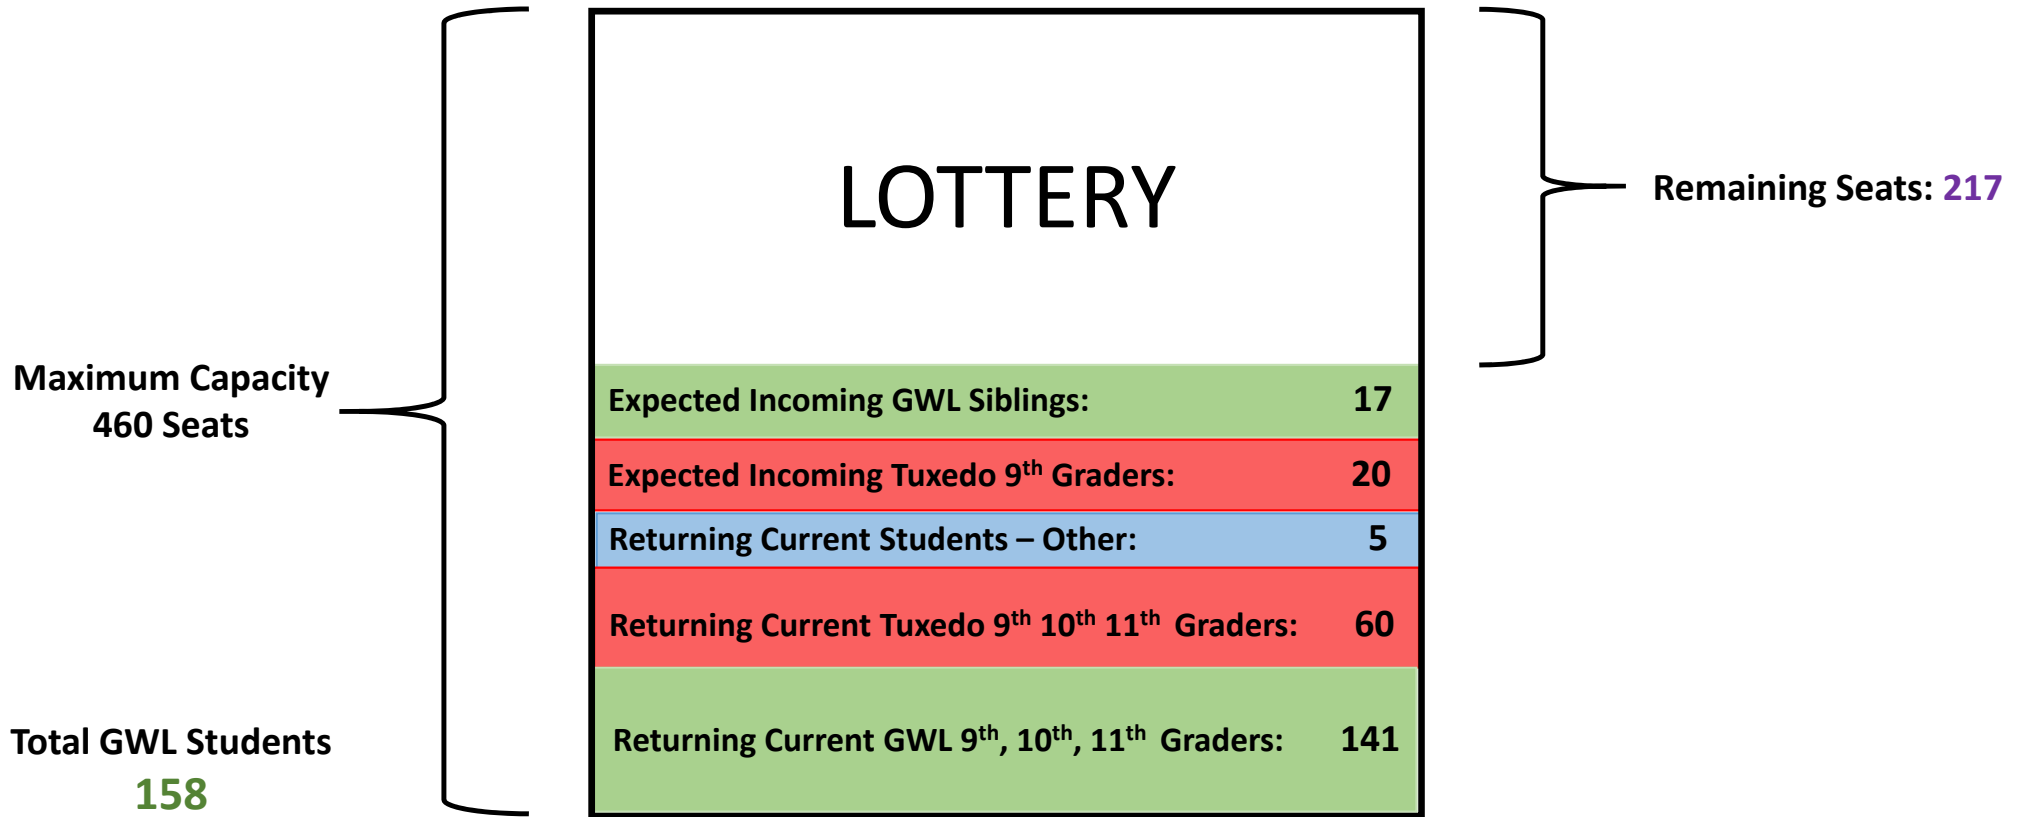 LOTTERY
Remaining Seats: 217
Maximum Capacity
460 Seats
Expected Incoming GWL Siblings: 17
Expected Incoming Tuxedo 9th Graders: 20
Returning Current Students – Other: 5
Returning Current Tuxedo 9th 10th 11th Graders: 60
Returning Current GWL 9th, 10th, 11th Graders: 141
Total GWL Students
158